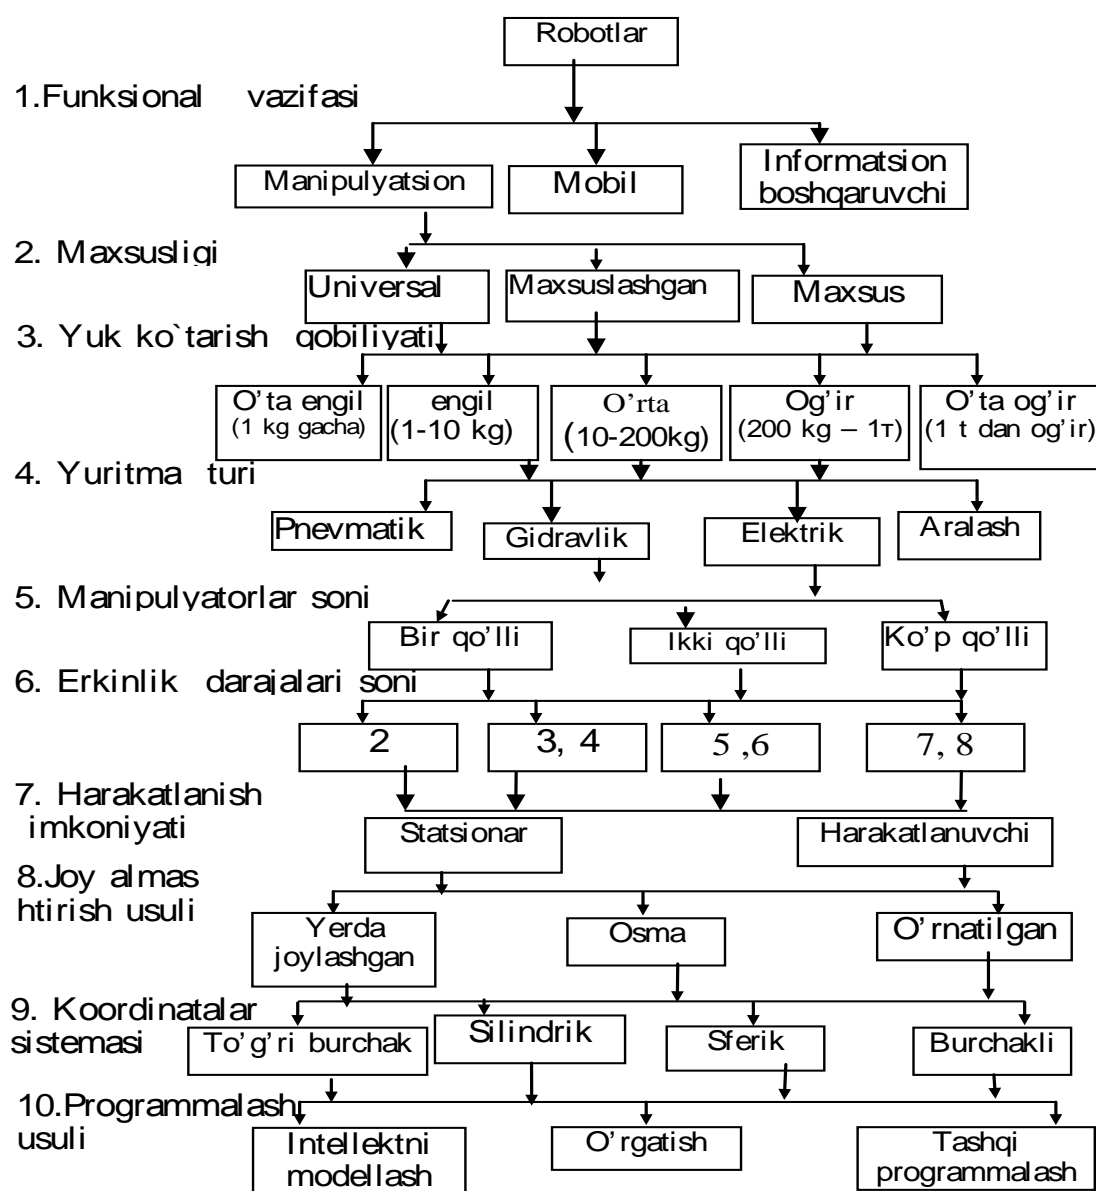 Robotlar
1.Funksional vazifasi
Manipulyatsion
Mobil
Informatsion
boshqaruvchi
2. Maxsusligi
Universal
Maxsuslashgan
Maxsus
3. Yuk ko`tarish qobiliyati
O'ta engil
(1 kg gacha)
engil
(1-10 kg)
O'rta
(10-200kg)
Og'ir
(200 kg – 1т)
O'ta og'ir
(1 t dan og'ir)
4. Yuritma turi
Pnevmatik
Gidravlik
Elektrik
Aralash
5. Manipulyatorlar soni
Bir qo'lli
Ikki qo'lli
Ko'p qo'lli
6. Erkinlik darajalari soni
2
3, 4
5 ,6
7, 8
7. Harakatlanish
imkoniyati
Statsionar
Harakatlanuvchi
8.Joy almas
htirish usuli
Yerda
joylashgan
Osma
O'rnatilgan
9. Koordinatalar
sistemasi
To'g'ri burchak
Silindrik
Sferik
Burchakli
10.Programmalash
usuli
Intellektni
modellash
O'rgatish
Tashqi
programmalash